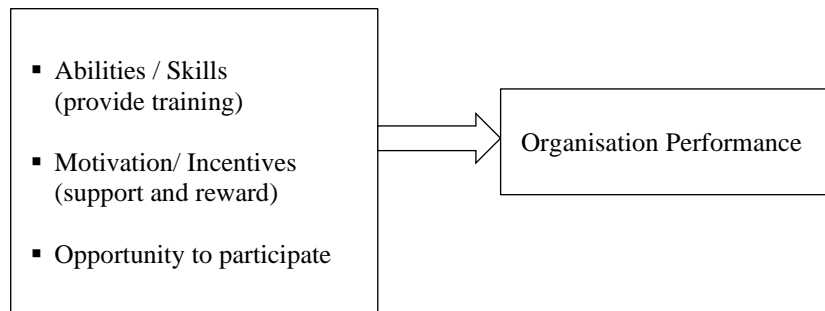 ▪ Abilities / Skills
(provide training)
▪ Motivation/ Incentives
(support and reward)
▪ Opportunity to participate
Organisation Performance